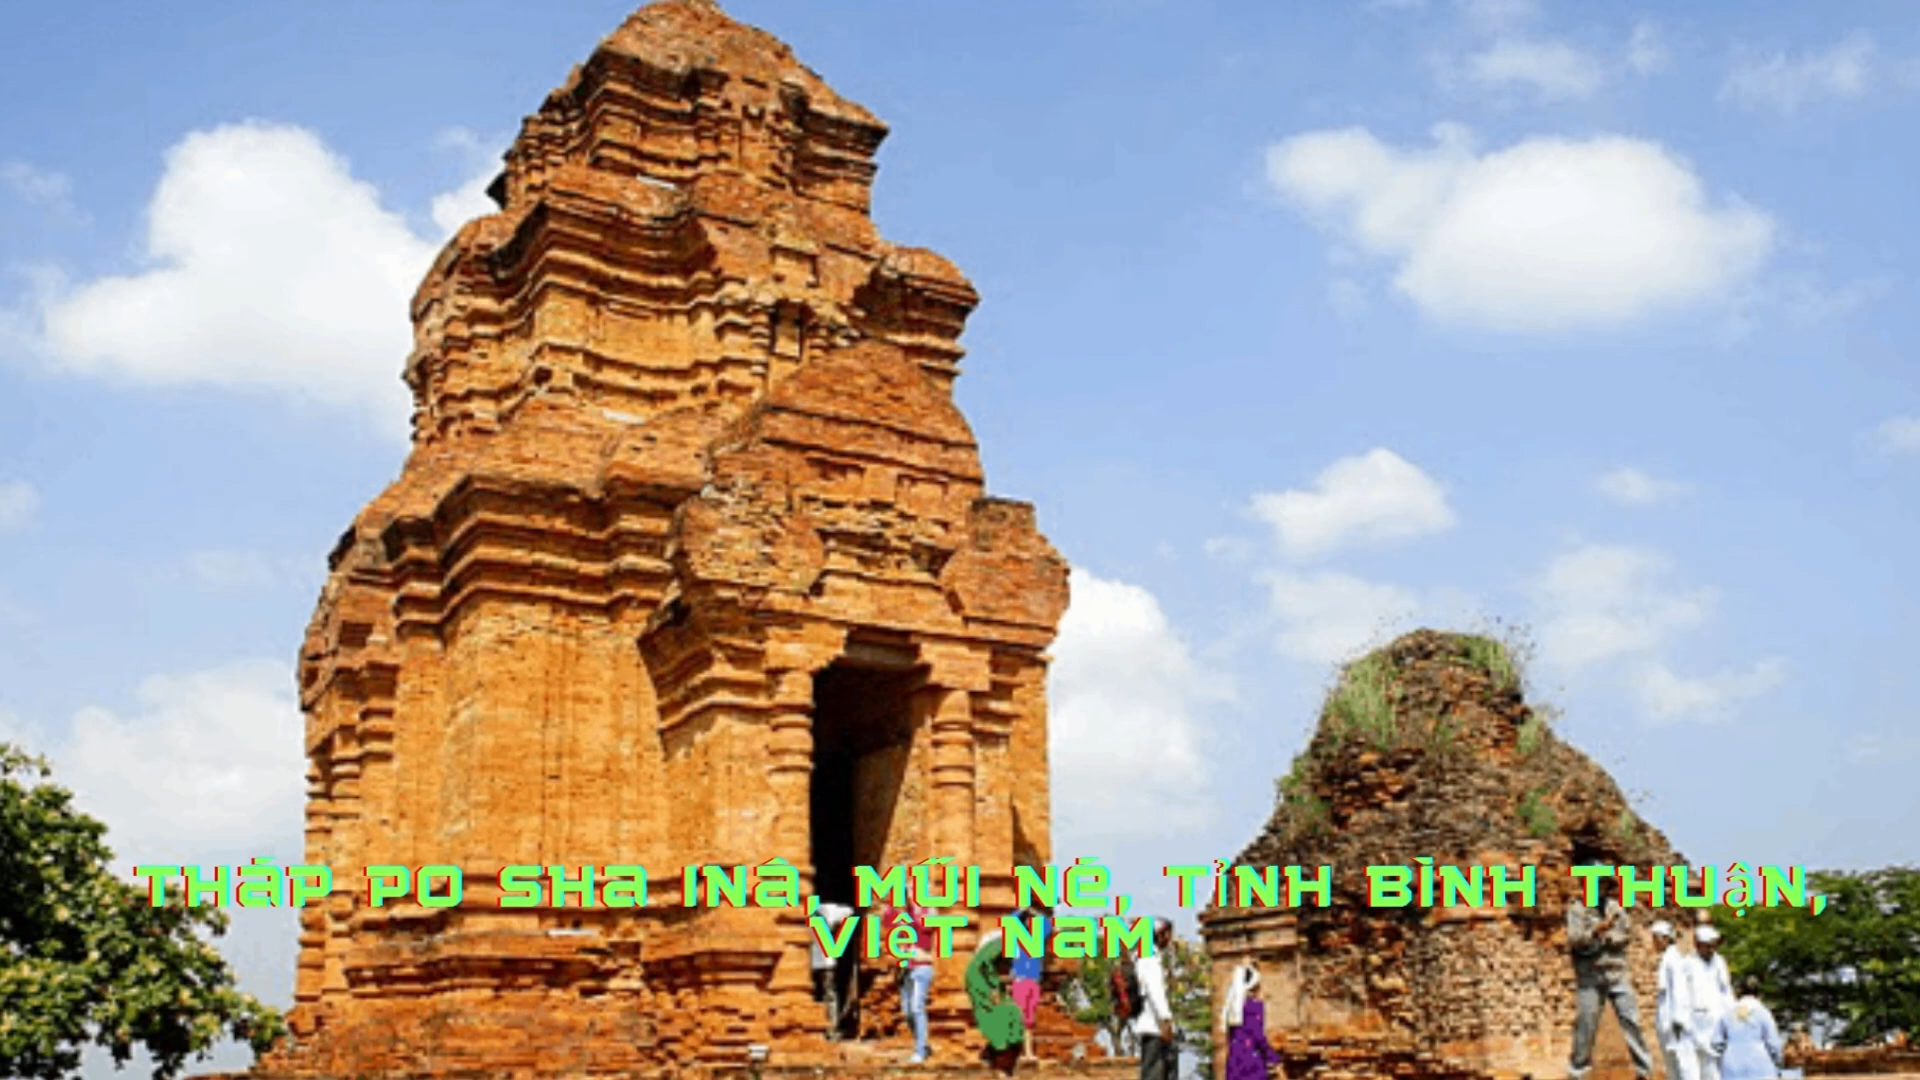 THÁP PO SHA INÂ, MŨI NÉ, TỈNH BÌNH THUẬN,
VIỆT NAM